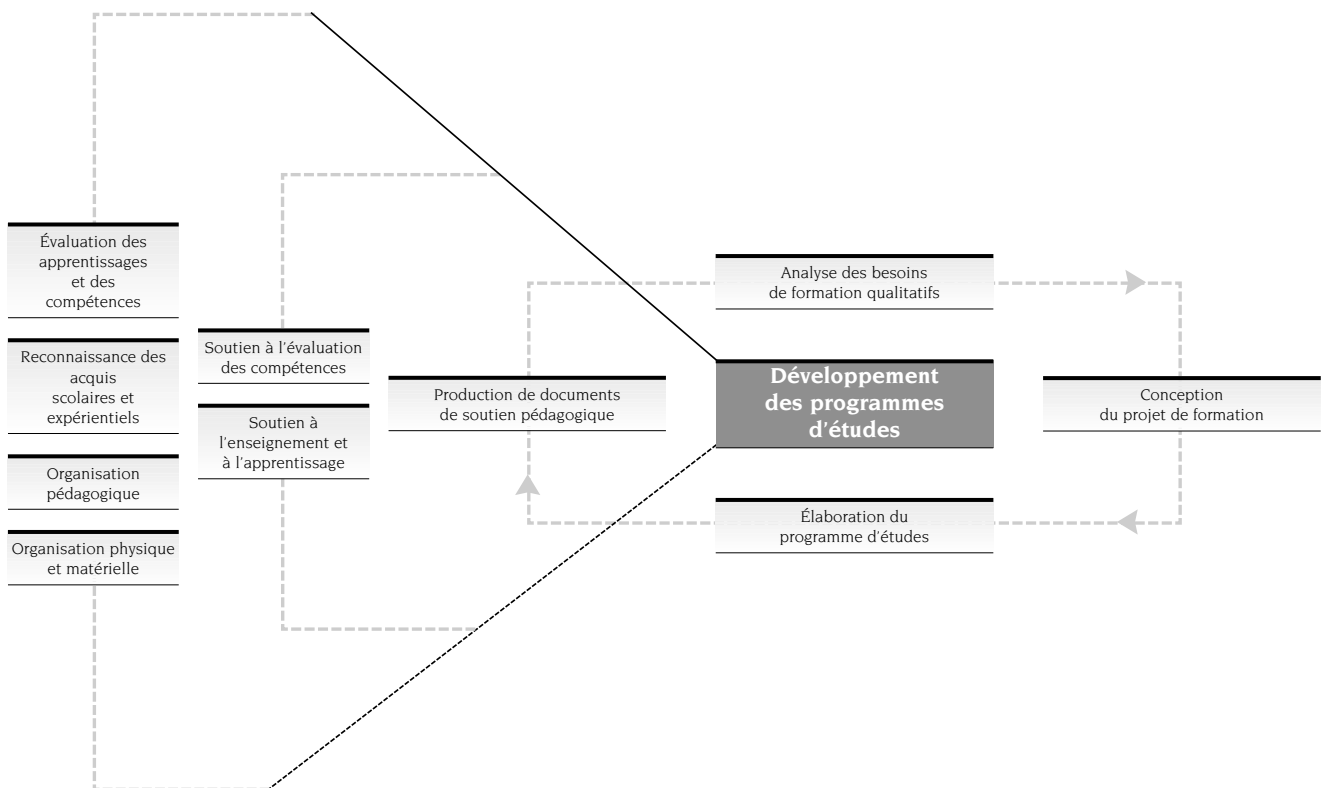 Évaluation des
apprentissages
et des
compétences
Reconnaissance des
acquis
scolaires et
expérientiels
Organisation
pédagogique
Organisation physique
et matérielle
Soutien à l’évaluation
des compétences
Soutien à
l’enseignement et
à l’apprentissage
Production de documents
de soutien pédagogique
Analyse des besoins
de formation qualitatifs
Développement
des programmes
d’études
Élaboration du
programme d’études
Conception
du projet de formation